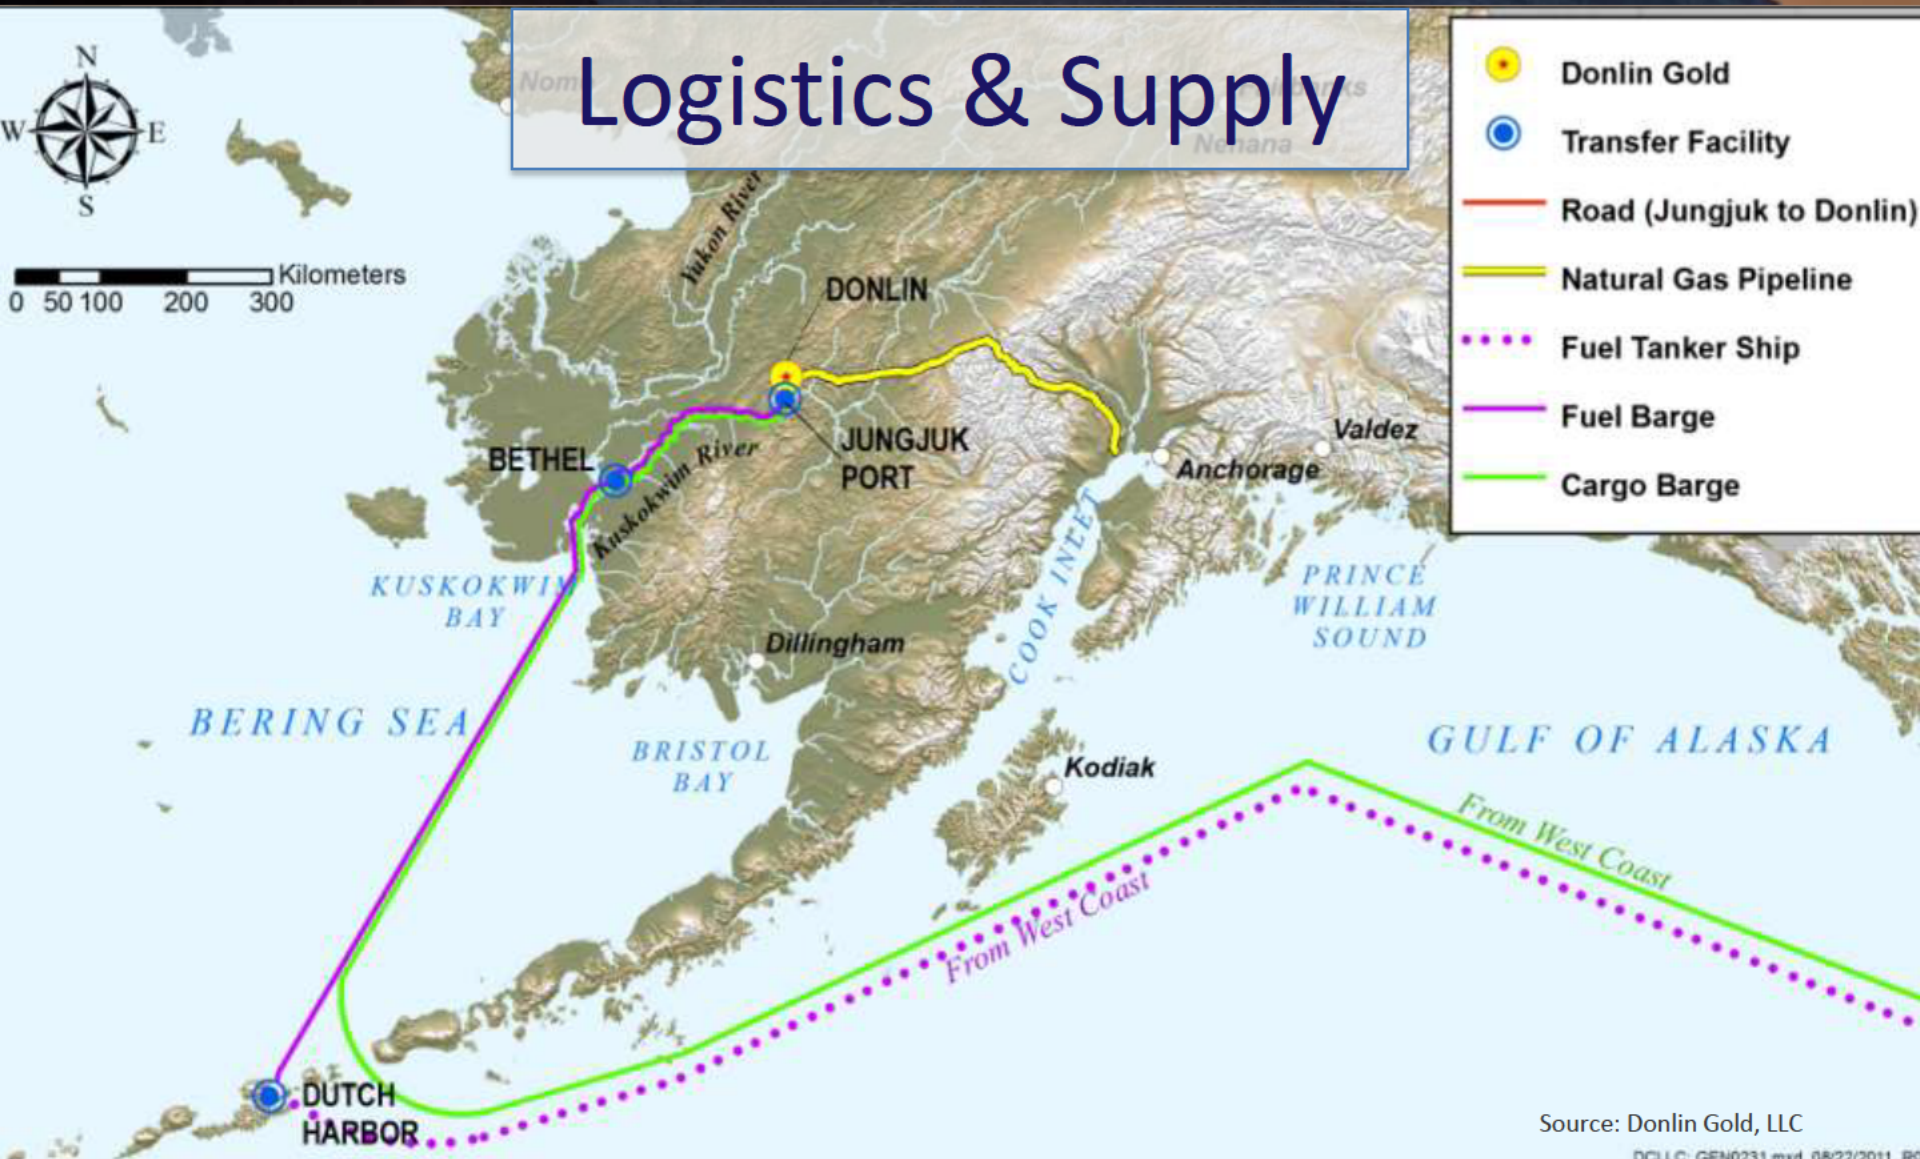 Logistics & Supply
N
W
E
S
Kilometers
0 50 100 200 300
Nome
Fairbanks
Nenana
Yukon River
DONLIN
JUNGJUK
PORT
BETHEL
Kuskokwim River
Valdez
Anchorage
KUSKOKWIM
BAY
COOK INLET
PRINCE
WILLIAM
SOUND
Dillingham
BERING SEA
BRISTOL
BAY
Kodiak
GULF OF ALASKA
From West Coast
From West Coast
DUTCH
HARBOR
Donlin Gold
Transfer Facility
Road (Jungjuk to Donlin)
Natural Gas Pipeline
Fuel Tanker Ship
Fuel Barge
Cargo Barge
Source: Donlin Gold, LLC